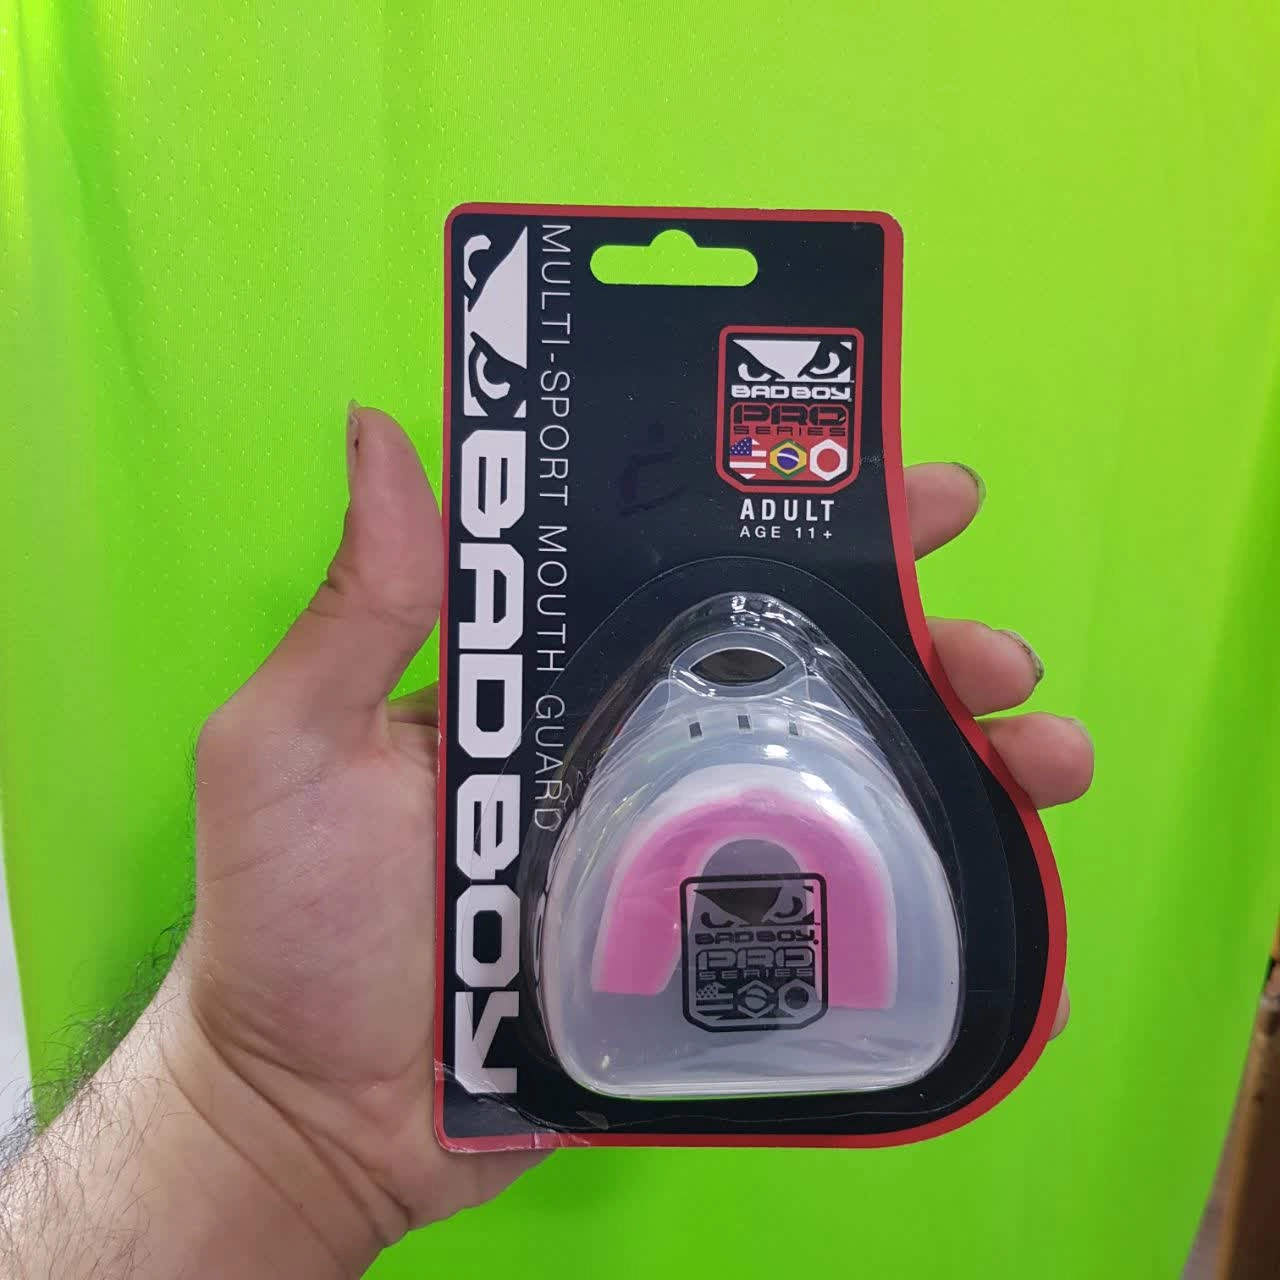 MULTI-SPORT MOUTH GUARD
BAD BOY
BAD BOY
PRO
SERIES
ADULT
AGE 11+
BAD BOY
PRO
SERIES